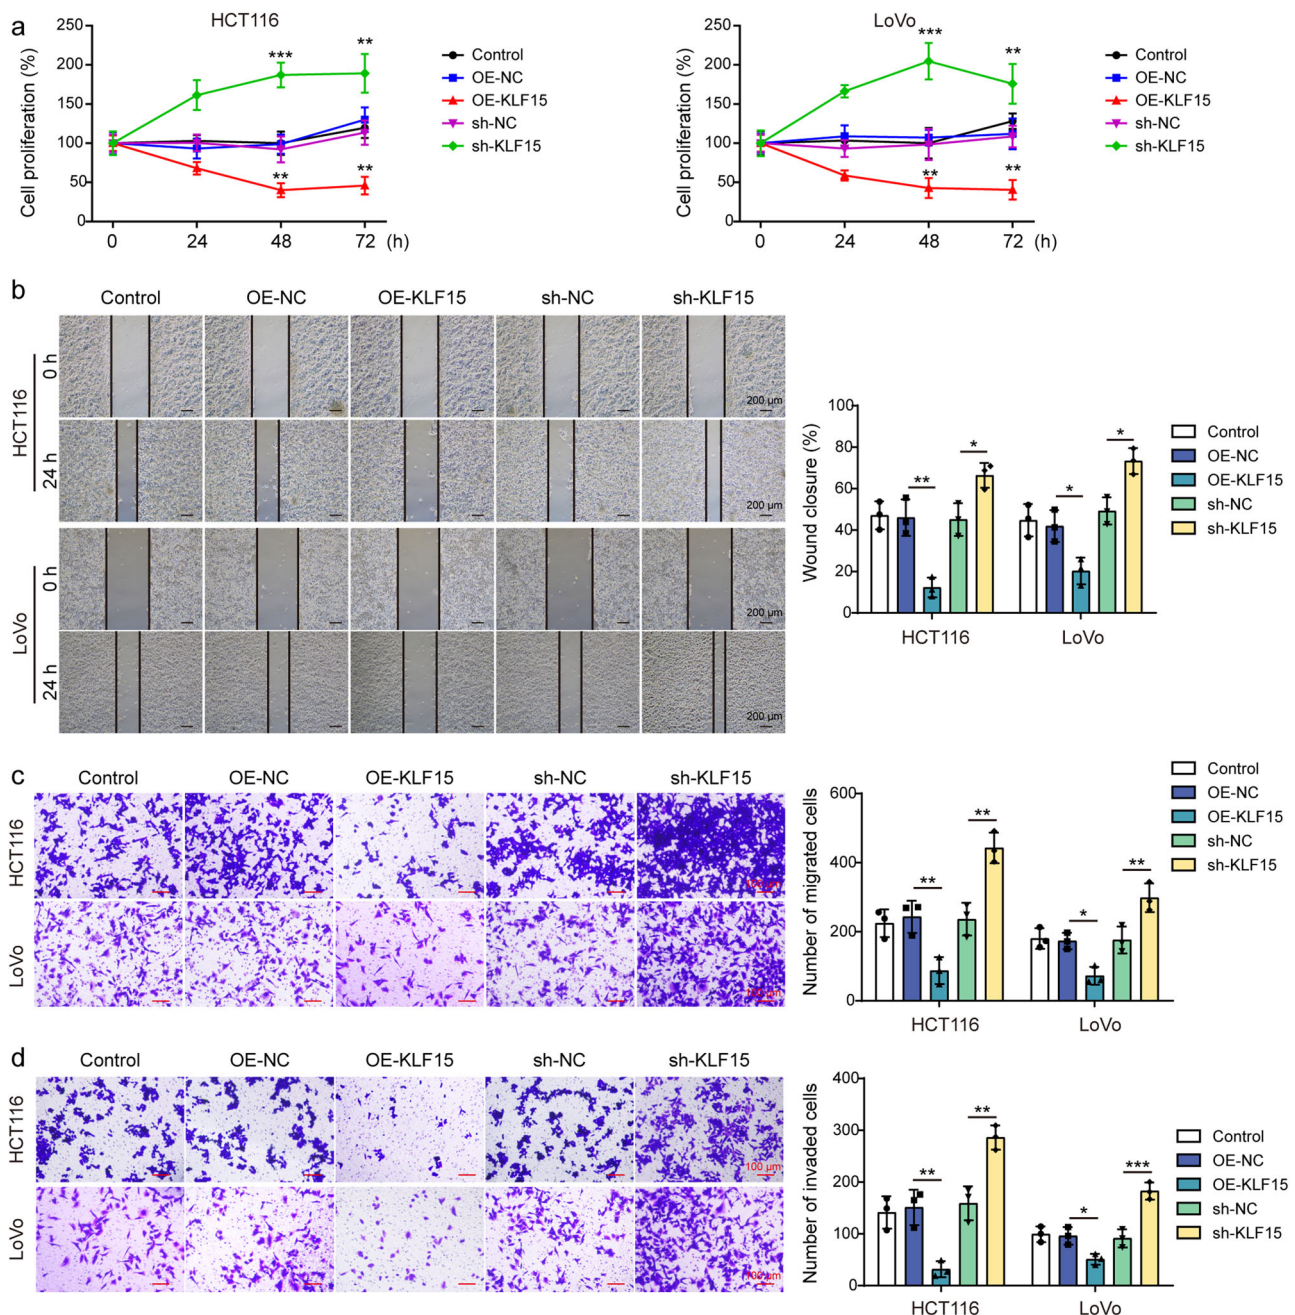 a
HCT116
Cell proliferation (%)
250
200
150
100
50
0
0 24 48 72 (h)
*** **
** **
Control
OE-NC
OE-KLF15
sh-NC
sh-KLF15
LoVo
Cell proliferation (%)
250
200
150
100
50
0
0 24 48 72 (h)
*** **
** **
Control
OE-NC
OE-KLF15
sh-NC
sh-KLF15
b
Control OE-NC OE-KLF15 sh-NC sh-KLF15
HCT116
0 h
200 µm
24 h
200 µm
LoVo
0 h
200 µm
24 h
200 µm
Wound closure (%)
100
80
60
40
20
0
** * * *
HCT116 LoVo
Control
OE-NC
OE-KLF15
sh-NC
sh-KLF15
c
Control OE-NC OE-KLF15 sh-NC sh-KLF15
HCT116
100 µm
LoVo
100 µm
Number of migrated cells
600
400
200
0
** ** * **
HCT116 LoVo
Control
OE-NC
OE-KLF15
sh-NC
sh-KLF15
d
Control OE-NC OE-KLF15 sh-NC sh-KLF15
HCT116
100 µm
LoVo
100 µm
Number of invaded cells
400
300
200
100
0
** ** * ***
HCT116 LoVo
Control
OE-NC
OE-KLF15
sh-NC
sh-KLF15